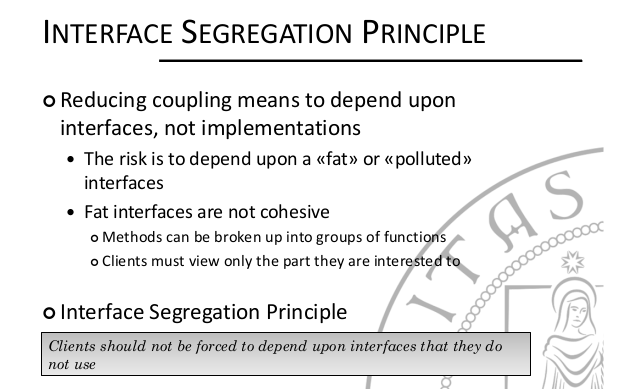 INTERFACE SEGREGATION PRINCIPLE
Reducing coupling means to depend upon
interfaces, not implementations
• The risk is to depend upon a «fat» or «polluted»
interfaces
• Fat interfaces are not cohesive
Methods can be broken up into groups of functions
Clients must view only the part they are interested to
Interface Segregation Principle
Clients should not be forced to depend upon interfaces that they do
not use
ITAS